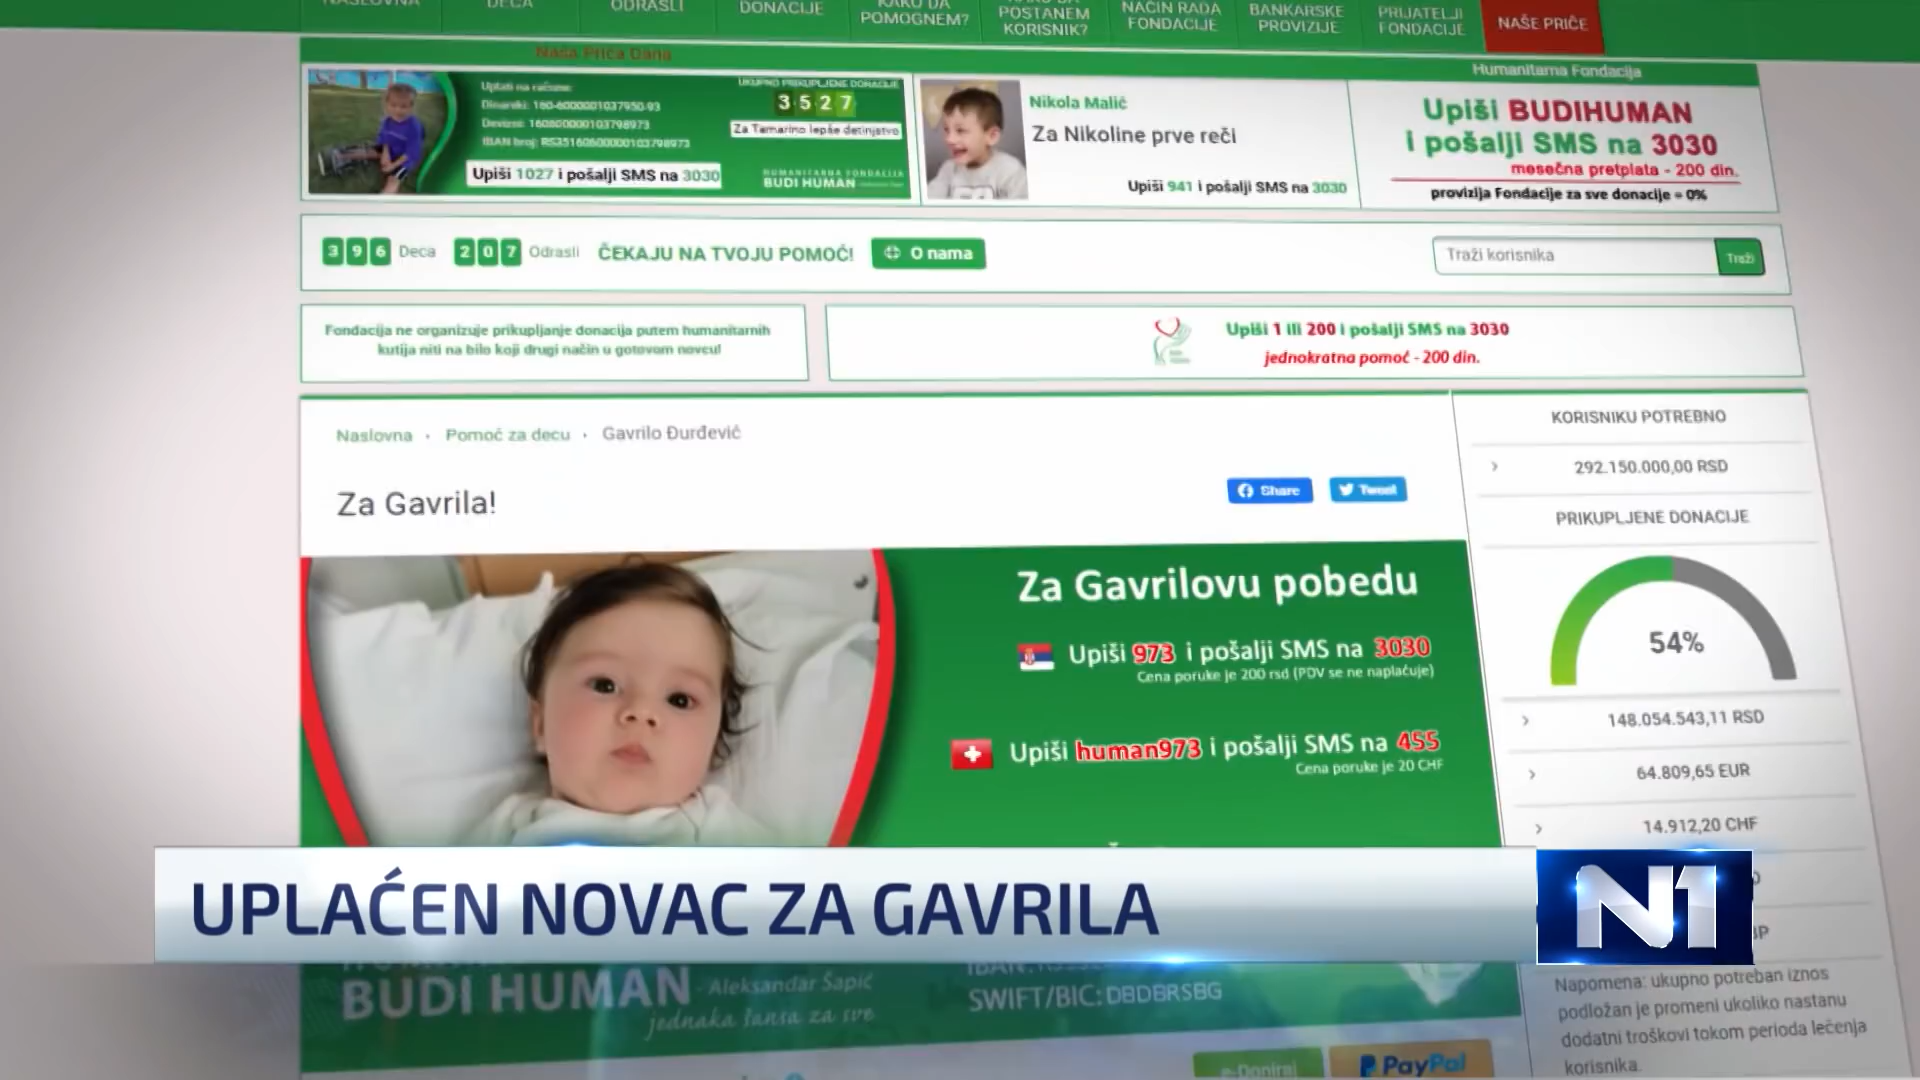 NASLOVNA
DECA
ODRASLI
DONACIJE
KAKO DA
POMOGNEM?
POSTANEM
KORISNIK?
NAČIN RADA
FONDACIJE
BANKARSKE
PROVIZIJE
PRIJATELJI
FONDACIJE
NAŠE PRIČE
Naša Priča Dana
Humanitarna Fondacija
Uplati na račune:
Dinarski: 160-6000001037950-93
Devizni: 1606000000103798973
IBAN broj: RS35160600000103798973
Upiši 1027 i pošalji SMS na 3030
UKUPNO PRIKUPLJENE DONACIJE
3527
Za Tamarino lepše detinjstvo
HUMANITARNA FONDACIJA
BUDI HUMAN
Nikola Malić
Za Nikoline prve reči
Upiši 941 i pošalji SMS na 3030
Upiši BUDIHUMAN
i pošalji SMS na 3030
mesečna pretplata - 200 din.
provizija Fondacije za sve donacije = 0%
396 Deca 207 Odrasli ČEKAJU NA TVOJU POMOĆ! O nama
Traži korisnika
Traži
Fondacija ne organizuje prikupljanje donacija putem humanitarnih
kutija niti na bilo koji drugi način u gotovom novcu!
Upiši 1 ili 200 i pošalji SMS na 3030
jednokratna pomoć - 200 din.
Naslovna · Pomoć za decu · Gavrilo Đurđević
Za Gavrila!
Share
Tweet
KORISNIKU POTREBNO
292.150.000,00 RSD
PRIKUPLJENE DONACIJE
54%
148.054.543,11 RSD
64.809,65 EUR
14.912,20 CHF
Za Gavrilovu pobedu
Upiši 973 i pošalji SMS na 3030
Cena poruke je 200 rsd (PDV se ne naplaćuje)
Upiši human973 i pošalji SMS na 455
Cena poruke je 20 CHF
UPLAĆEN NOVAC ZA GAVRILA
N1
BUDI HUMAN - Aleksandar Šapić
jednaka šansa za sve
SWIFT/BIC: DBDBRSBG
e-Doniraj
PayPal
Napomena: ukupno potreban iznos
podložan je promeni ukoliko nastanu
dodatni troškovi tokom perioda lečenja
korisnika.